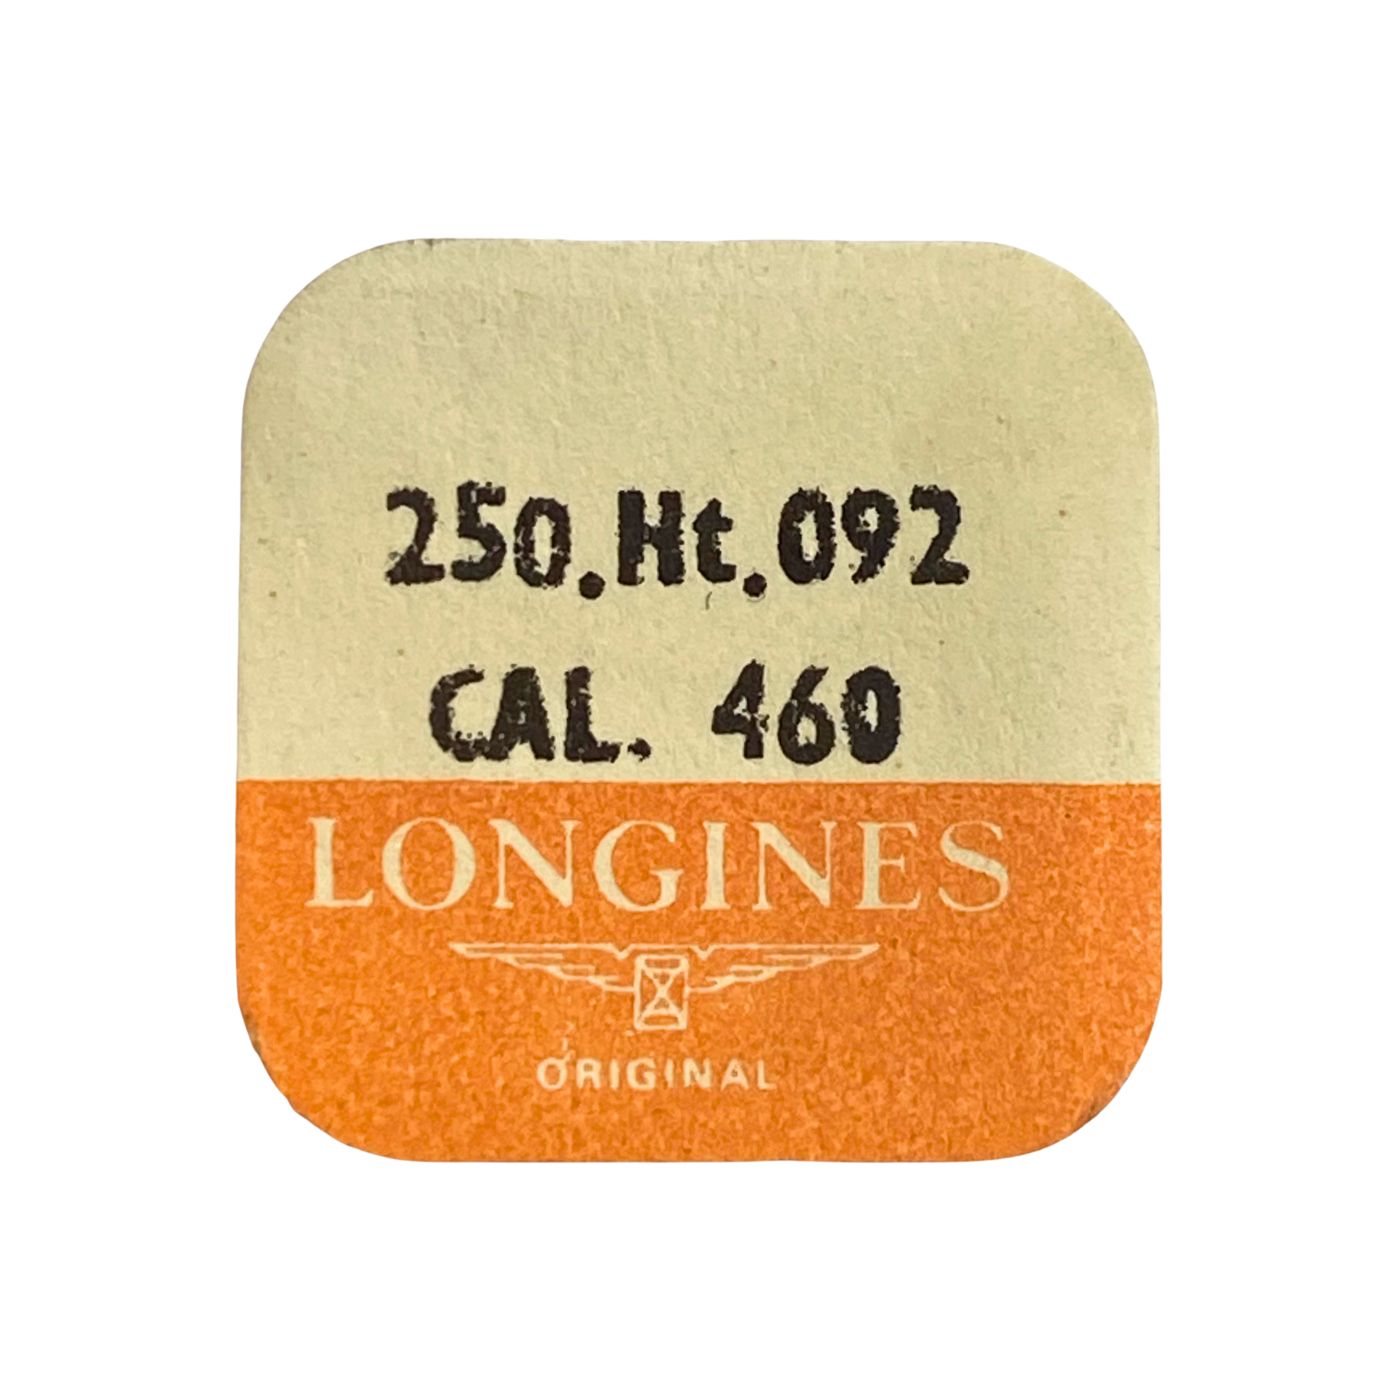 250.Ht.092
CAL. 460
LONGINES
ORIGINAL